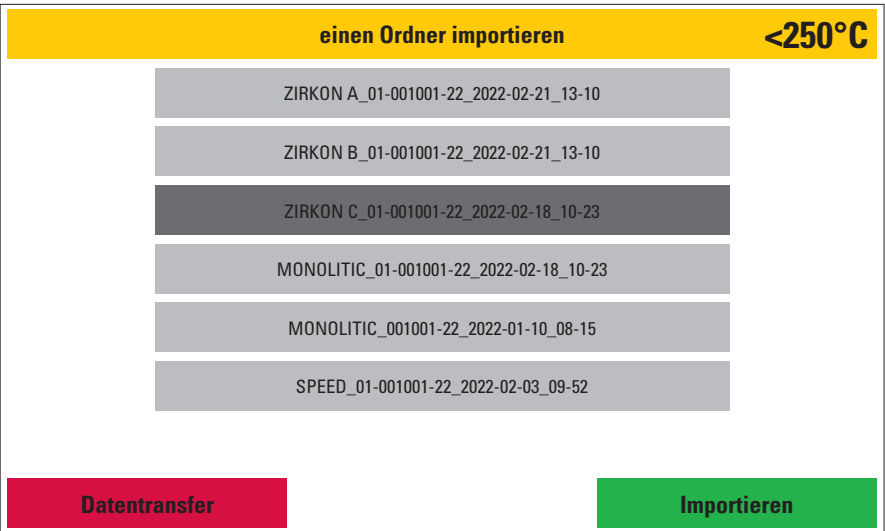 einen Ordner importieren
<250°C
ZIRKON A_01-001001-22_2022-02-21_13-10
ZIRKON B_01-001001-22_2022-02-21_13-10
ZIRKON C_01-001001-22_2022-02-18_10-23
MONOLITIC_01-001001-22_2022-02-18_10-23
MONOLITIC_001001-22_2022-01-10_08-15
SPEED_01-001001-22_2022-02-03_09-52
Datentransfer
Importieren